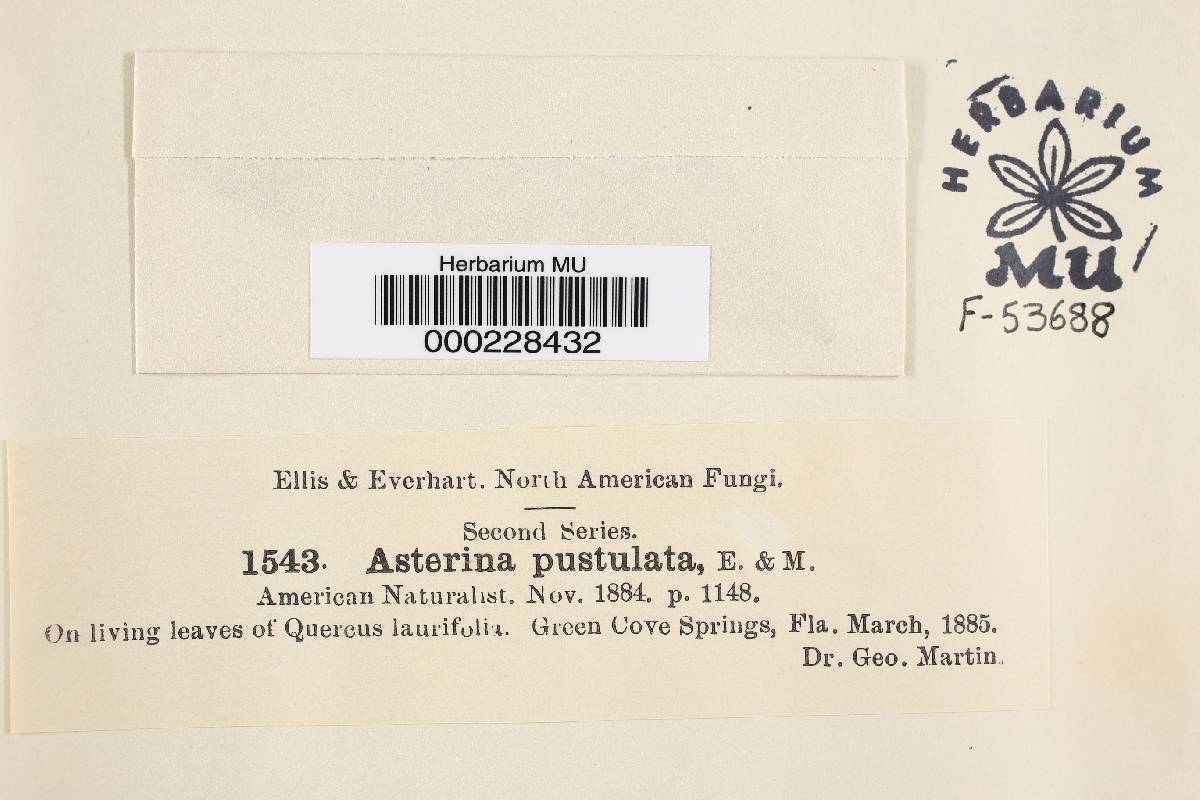 HERBARIUM
MU
F-53688
Herbarium MU
000228432
Ellis & Everhart. North American Fungi.
Second Series.
1543. Asterina pustulata, E. & M.
American Naturalist. Nov. 1884. p. 1148.
On living leaves of Quercus laurifolia. Green Cove Springs, Fla. March, 1885.
Dr. Geo. Martin.